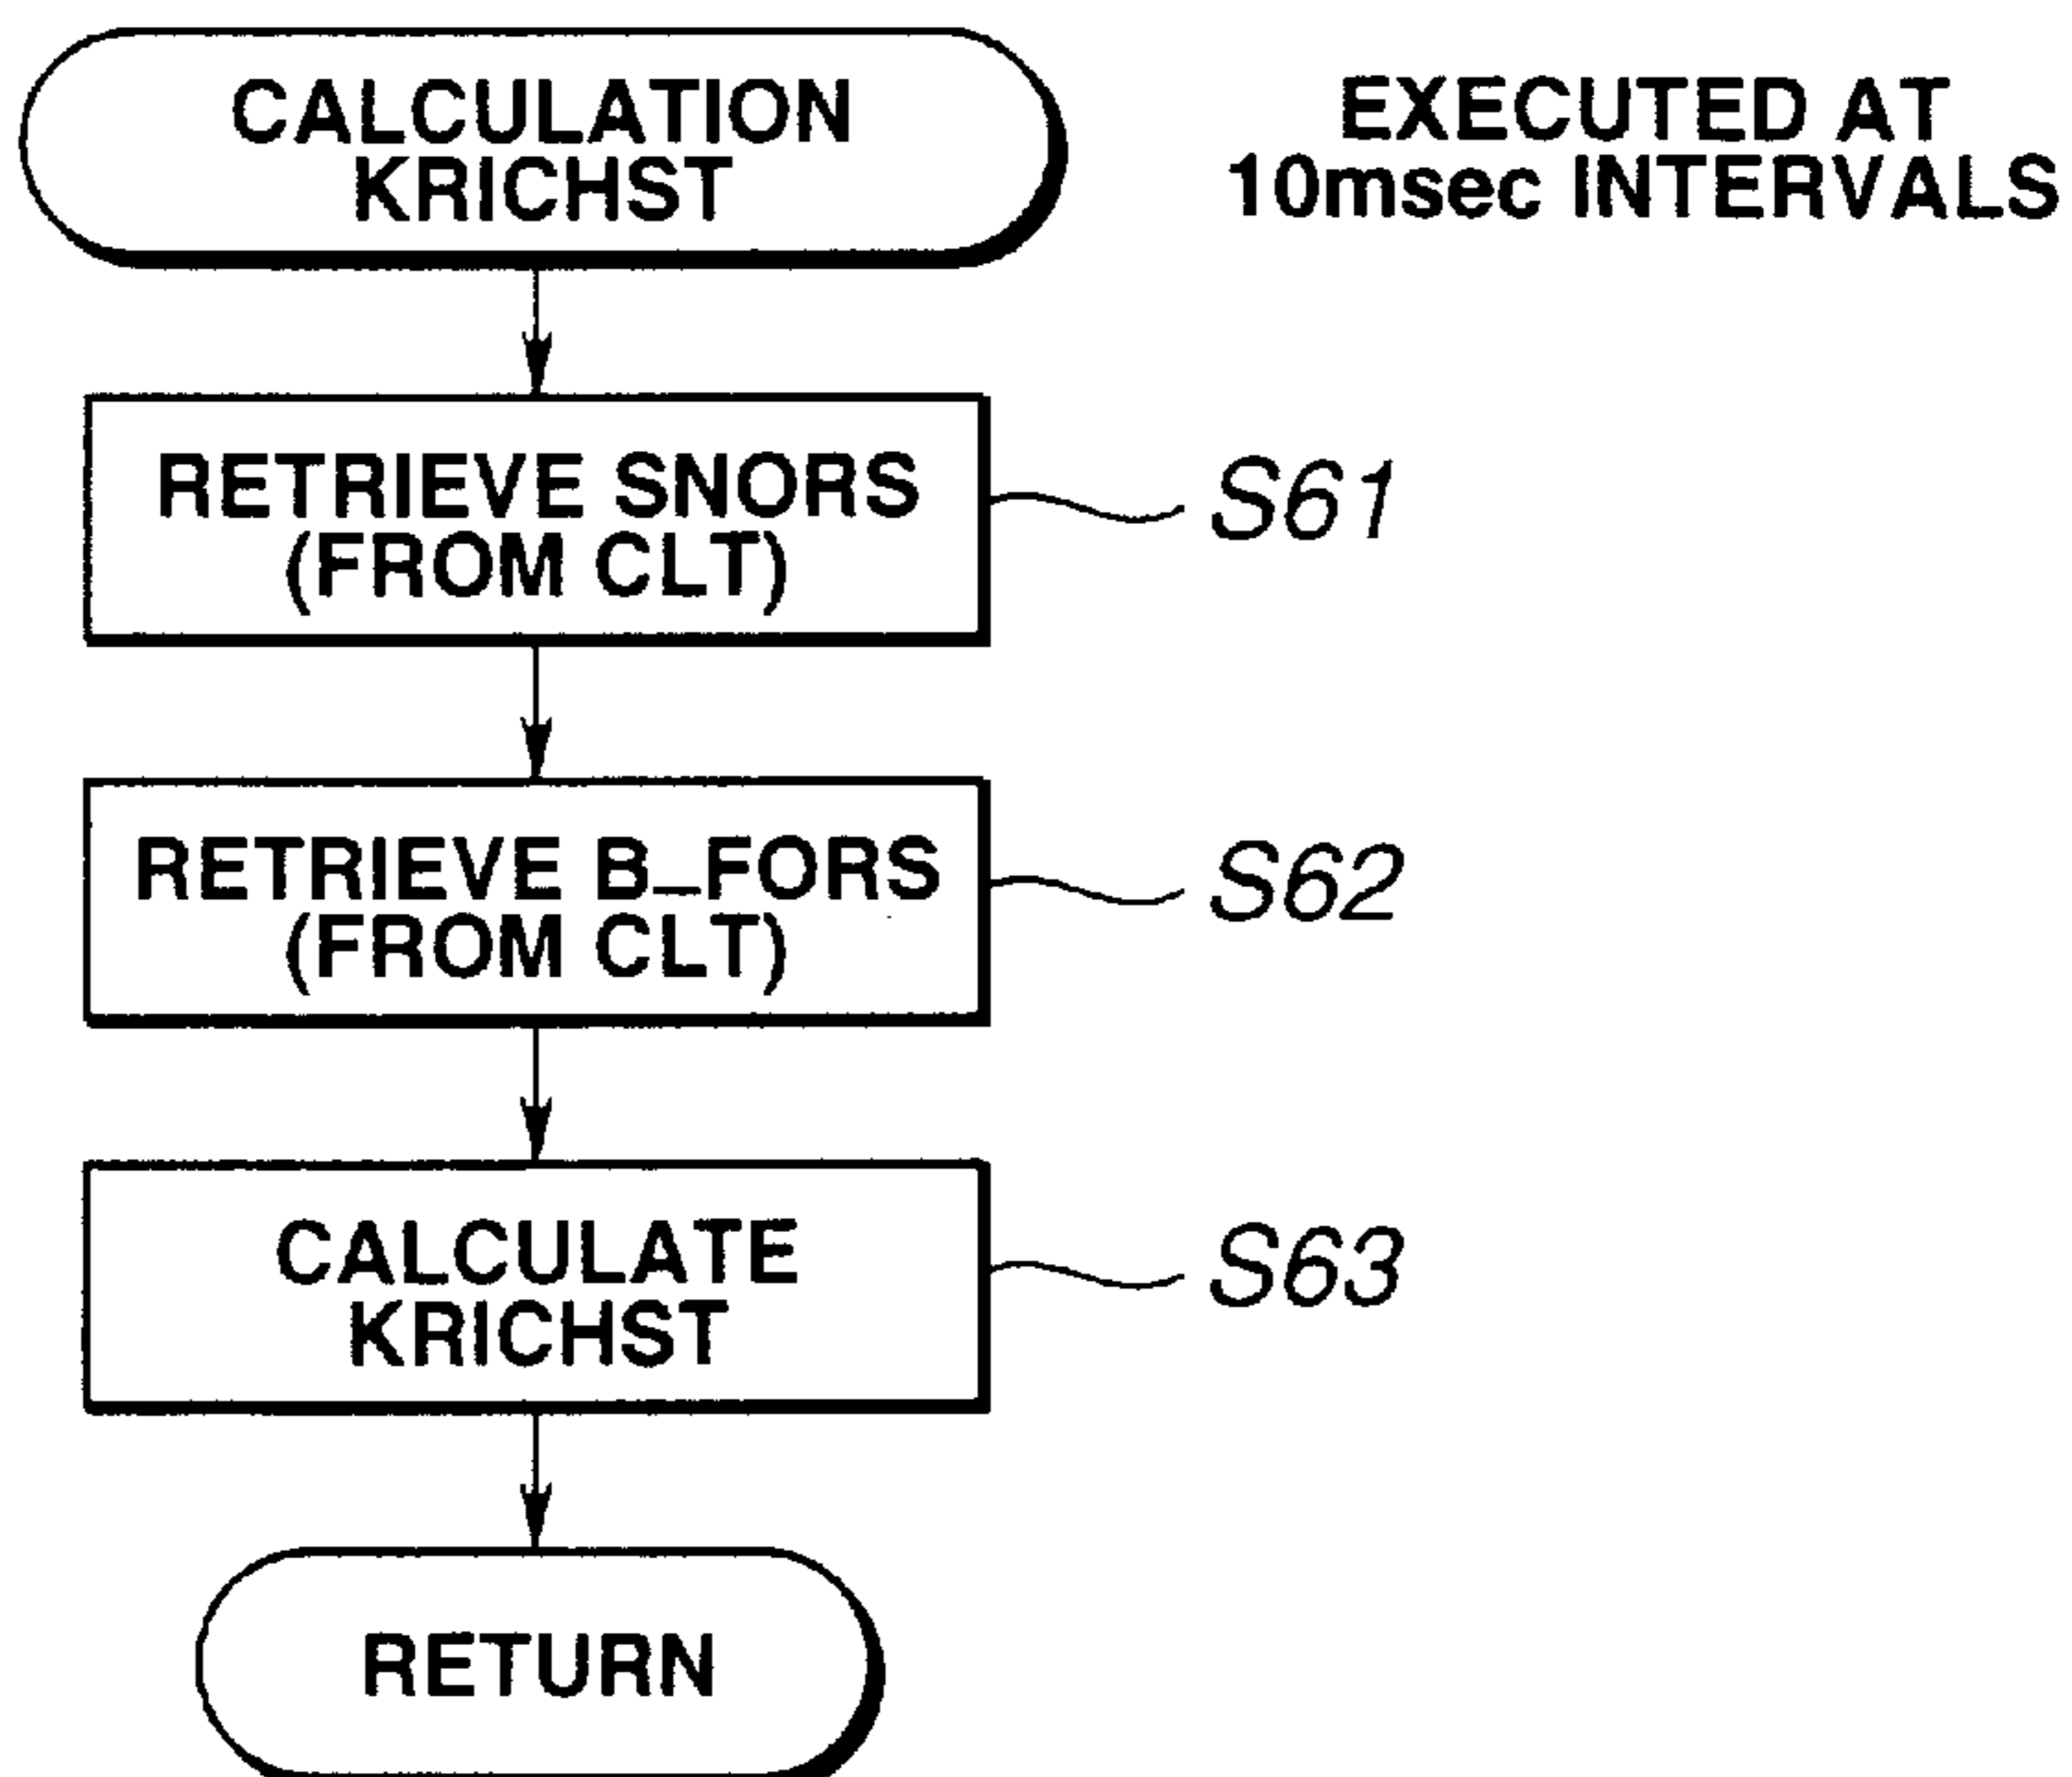 CALCULATION
KRICHST
EXECUTED AT
10msec INTERVALS
RETRIEVE SNORS
(FROM CLT)
S61
RETRIEVE B_FORS
(FROM CLT)
S62
CALCULATE
KRICHST
S63
RETURN